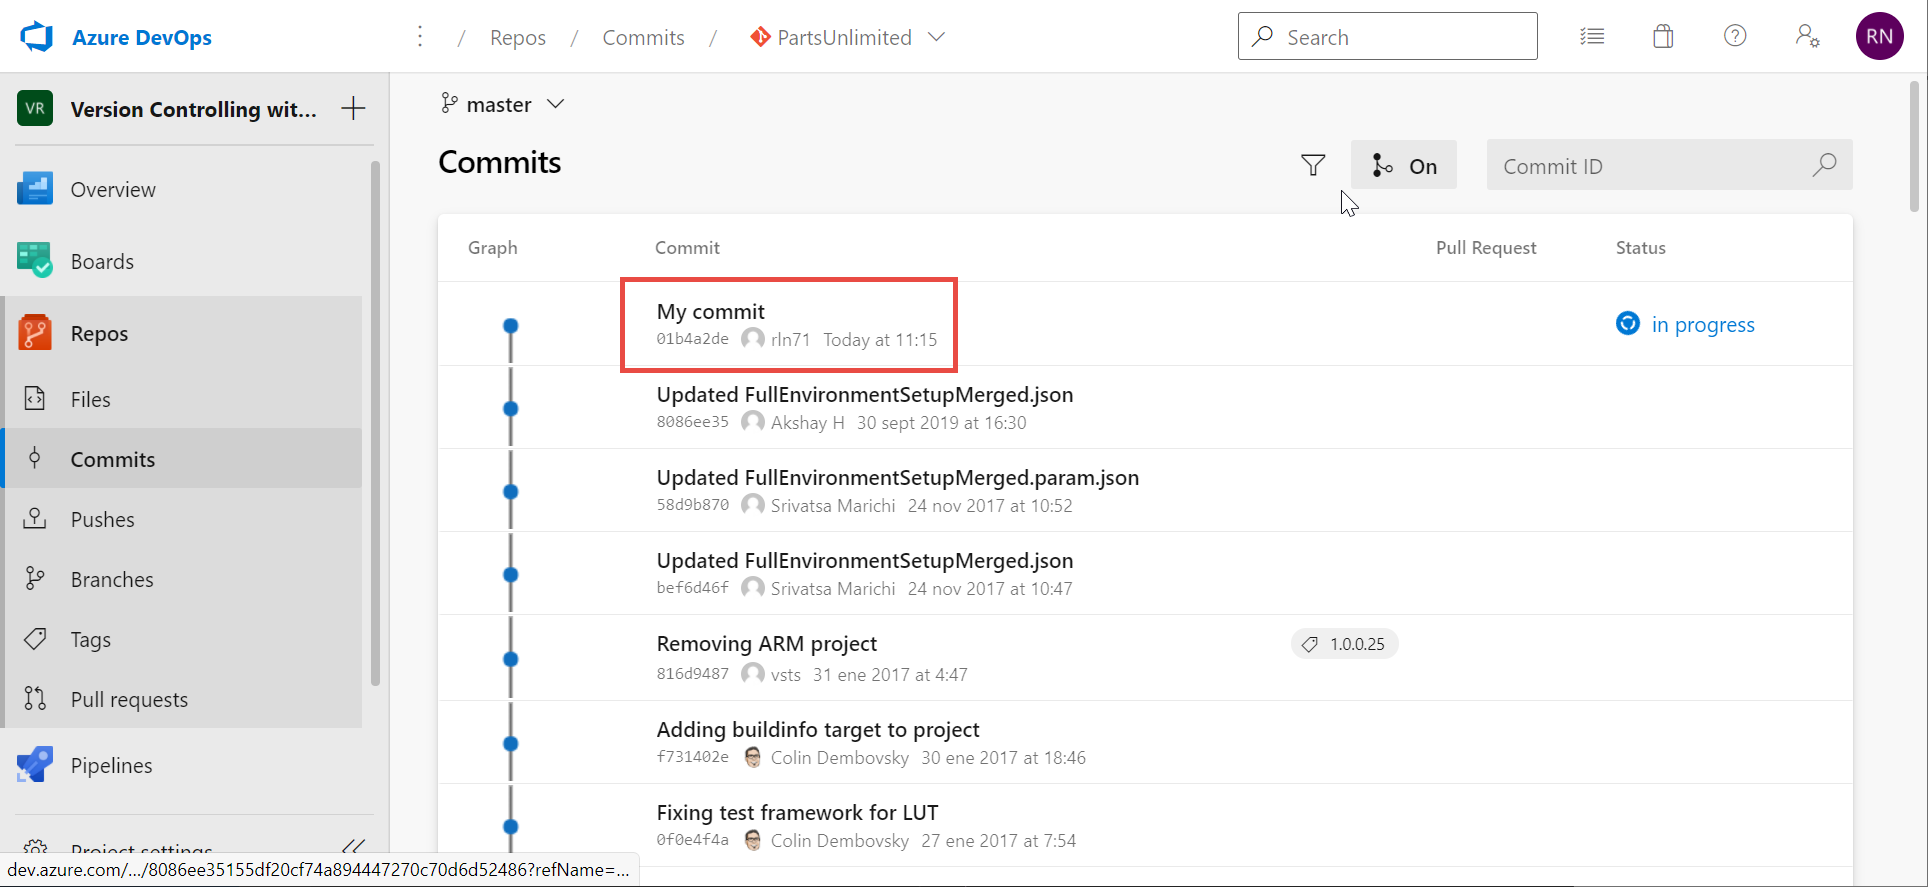 Azure DevOps
/ Repos / Commits / PartsUnlimited
Search
RN
VR
Version Controlling wit...
Overview
Boards
Repos
Files
Commits
Pushes
Branches
Tags
Pull requests
Pipelines
Project settings
dev.azure.com/.../8086ee35155df20cf74a894447270c70d6d52486?refName=...
master
Commits
On
Commit ID
Graph Commit Pull Request Status
My commit
01b4a2de rln71 Today at 11:15
in progress
Updated FullEnvironmentSetupMerged.json
8086ee35 Akshay H 30 sept 2019 at 16:30
Updated FullEnvironmentSetupMerged.param.json
58d9b870 Srivatsa Marichi 24 nov 2017 at 10:52
Updated FullEnvironmentSetupMerged.json
bef6d46f Srivatsa Marichi 24 nov 2017 at 10:47
Removing ARM project
816d9487 vsts 31 ene 2017 at 4:47
1.0.0.25
Adding buildinfo target to project
f731402e Colin Dembovsky 30 ene 2017 at 18:46
Fixing test framework for LUT
0f0e4f4a Colin Dembovsky 27 ene 2017 at 7:54